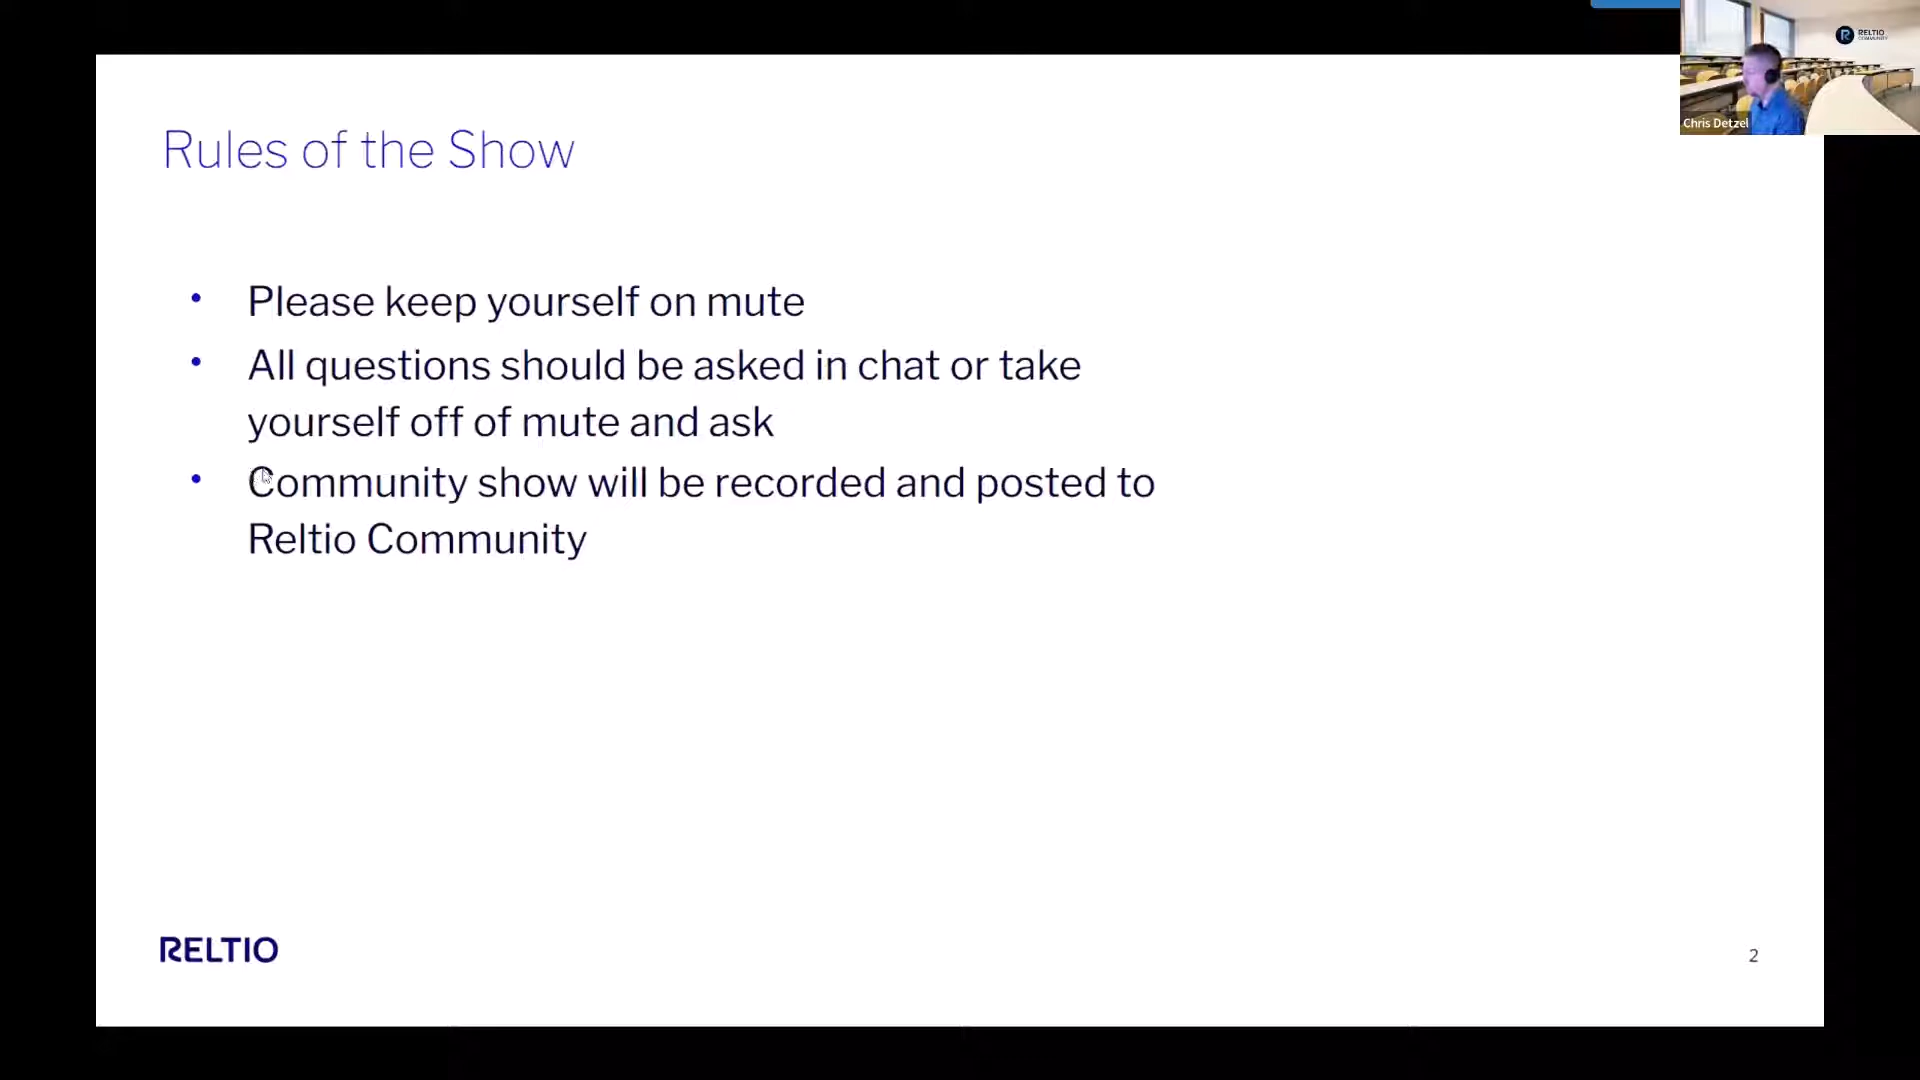 RELTIO
COMMUNITY
Chris Detzel
Rules of the Show
• Please keep yourself on mute
• All questions should be asked in chat or take
yourself off of mute and ask
• Community show will be recorded and posted to
Reltio Community
RELTIO
2